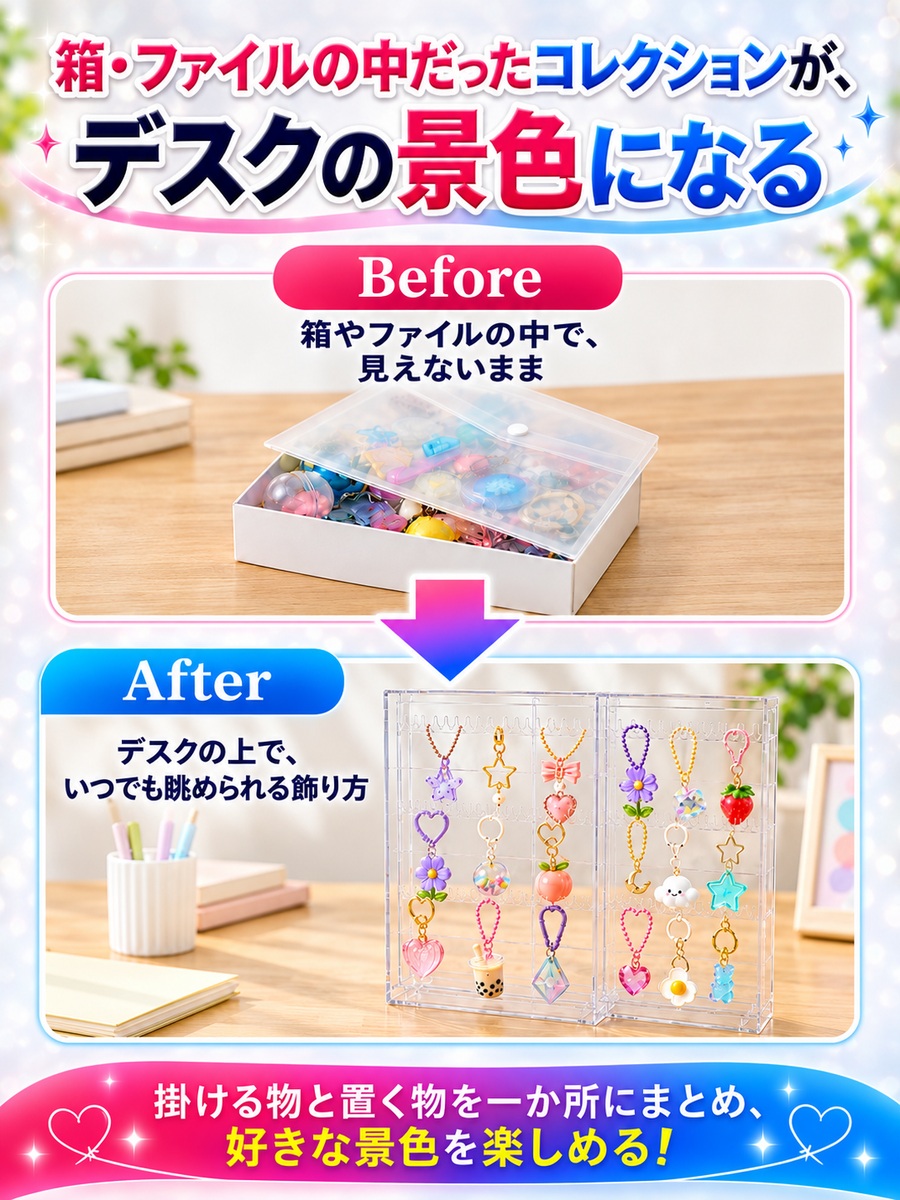 箱・ファイルの中だったコレクションが、
デスクの景色になる
Before
箱やファイルの中で、
見えないまま
After
デスクの上で、
いつでも眺められる飾り方
掛ける物と置く物を一か所にまとめ、
好きな景色を楽しめる!